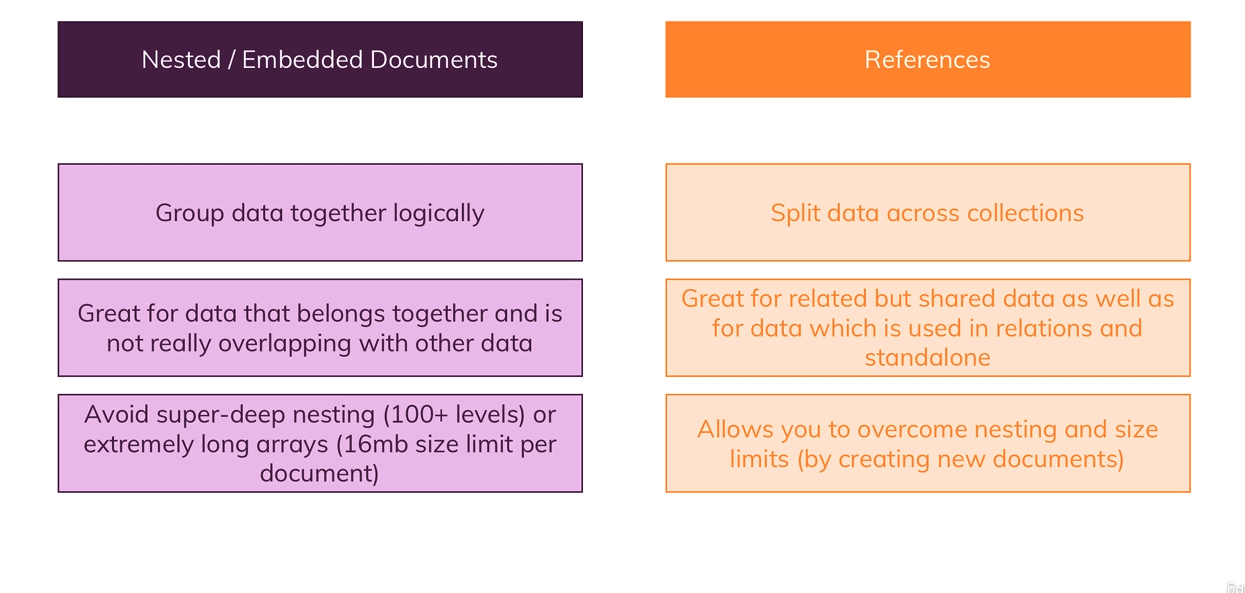 Nested / Embedded Documents
References
Group data together logically
Split data across collections
Great for data that belongs together and is
not really overlapping with other data
Great for related but shared data as well as
for data which is used in relations and
standalone
Avoid super-deep nesting (100+ levels) or
extremely long arrays (16mb size limit per
document)
Allows you to overcome nesting and size
limits (by creating new documents)